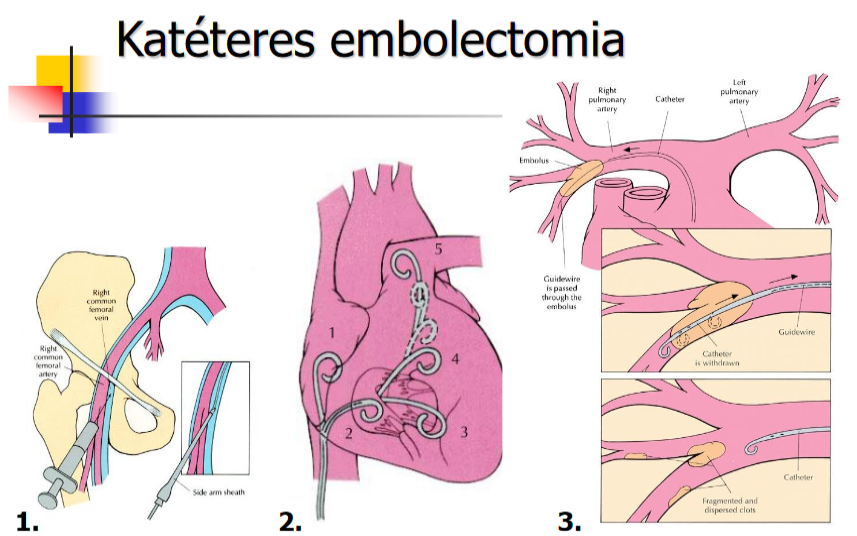 Katéteres embolectomia
Right
common
femoral
vein
Right
common
femoral
artery
Side arm sheath
1.
1
2
3
4
5
2.
Right
pulmonary
artery
Catheter
Left
pulmonary
artery
Embolus
Guidewire
is passed
through the
embolus
Guidewire
Catheter
is withdrawn
Catheter
Fragmented and
dispersed clots
3.